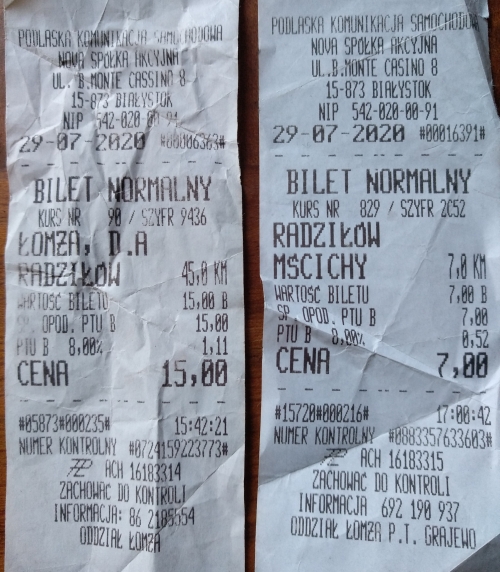 PODLASKA KOMUNIKACJA SAMOCHODOWA
NOVA SPÓŁKA AKCYJNA
UL.B.MONTE CASSINO 8
15-873 BIAŁYSTOK
NIP 542-020-00-91
29-07-2020 #00006363#
BILET NORMALNY
KURS NR 90 / SZYFR 9436
ŁOMŻA, D.A
RADZIŁÓW 45,0 KM
WARTOŚĆ BILETU 15,00 B
SP. OPOD. PTU B 15,00
PTU B 8,00% 1,11
CENA 15,00
#05873#000235# 15:42:21
NUMER KONTROLNY #0724159223773#
ACH 16183314
ZACHOWAĆ DO KONTROLI
INFORMACJA: 86
ODDZIAŁ ŁOMŻA
PODLASKA KOMUNIKACJA SAMOCHODOWA
NOVA SPÓŁKA AKCYJNA
UL.B.MONTE CASINO 8
15-873 BIAŁYSTOK
NIP 542-020-00-91
29-07-2020 #00016391#
BILET NORMALNY
KURS NR 829 / SZYFR 2C52
RADZIŁÓW
MŚCICHY 7,0 KM
WARTOŚĆ BILETU 7,00 B
SP. OPOD. PTU B 7,00
PTU B 8,00% 0,52
CENA 7,00
#15720#000216# 17:00:42
NUMER KONTROLNY #0883357633603#
ACH 16183315
ZACHOWAĆ DO KONTROLI
INFORMACJA 692 190 937
ODDZIAŁ ŁOMŻA P.T. GRAJEWO